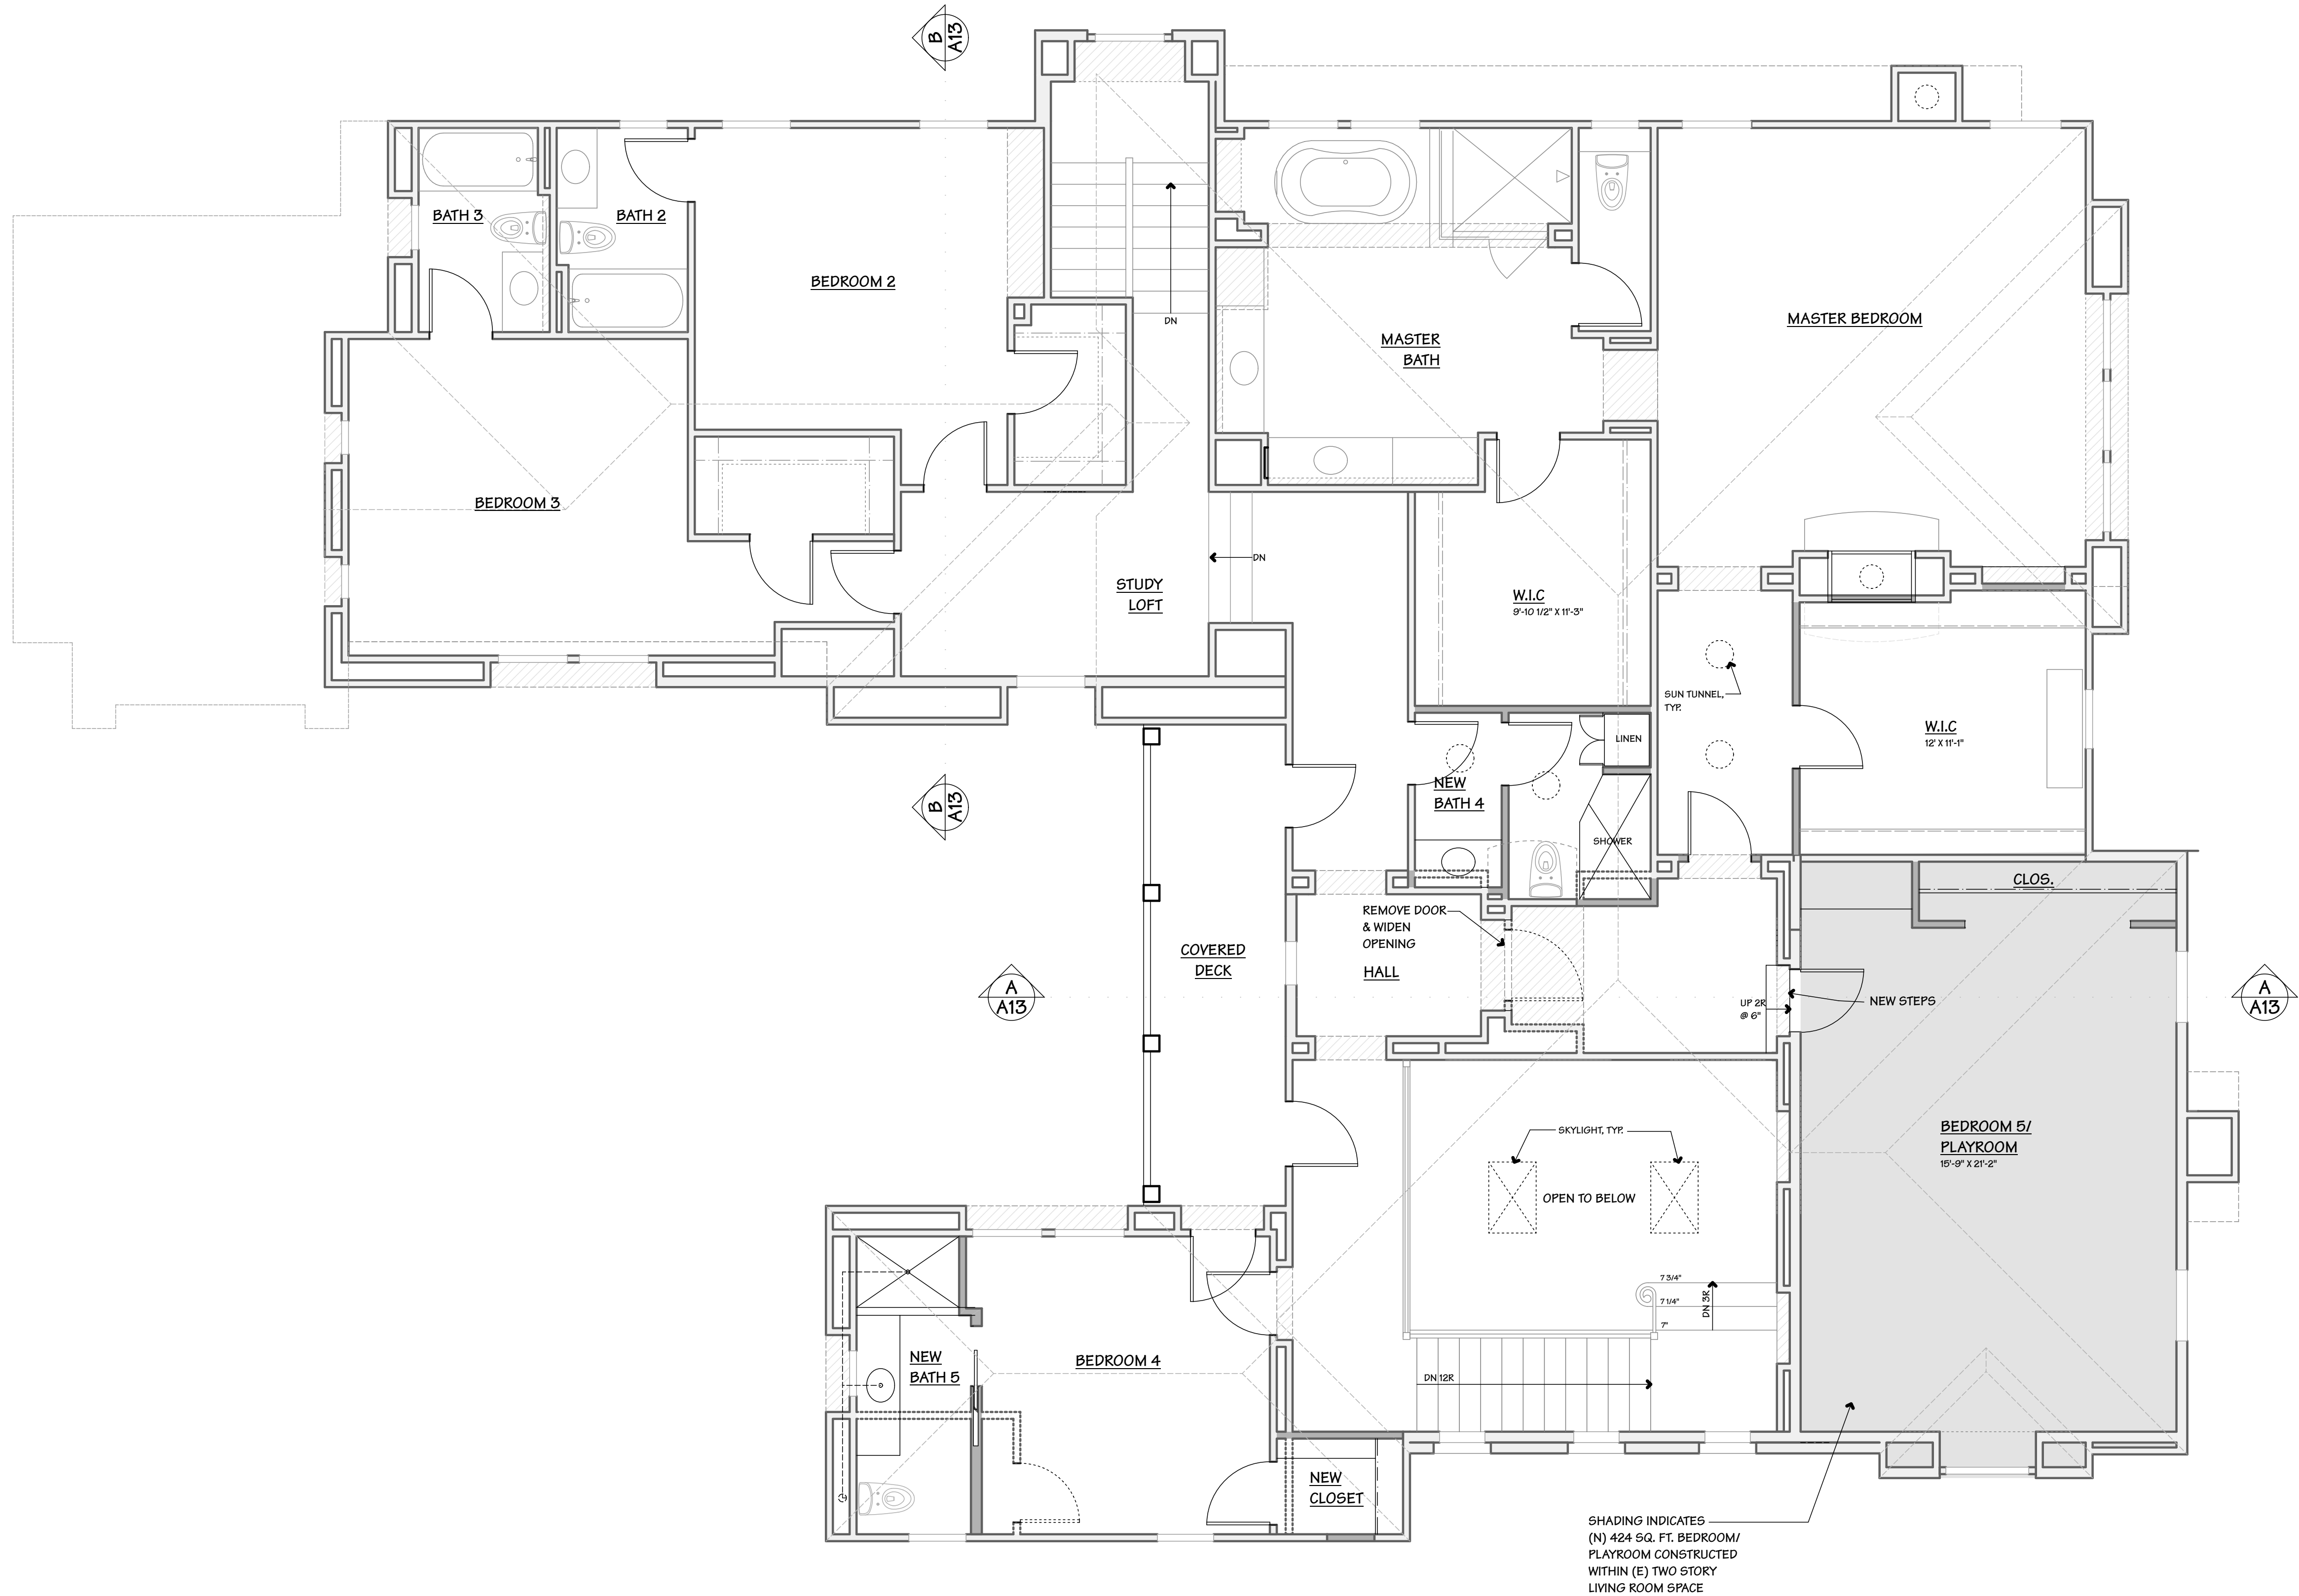 B
A13
BATH 3
BATH 2
BEDROOM 2
DN
MASTER
BATH
MASTER BEDROOM
BEDROOM 3
DN
STUDY
LOFT
W.I.C
9'-10 1/2" X 11'-3"
SUN TUNNEL,
TYP.
W.I.C
12' X 11'-1"
LINEN
NEW
BATH 4
SHOWER
B
A13
CLOS.
REMOVE DOOR
& WIDEN
OPENING
HALL
COVERED
DECK
A
A13
UP 2R
@ 6"
NEW STEPS
A
A13
SKYLIGHT, TYP.
OPEN TO BELOW
BEDROOM 5/
PLAYROOM
15'-9" X 21'-2"
7 3/4"
7 1/4"
7"
DN 3R
DN 12R
NEW
BATH 5
BEDROOM 4
NEW
CLOSET
SHADING INDICATES
(N) 424 SQ. FT. BEDROOM/
PLAYROOM CONSTRUCTED
WITHIN (E) TWO STORY
LIVING ROOM SPACE